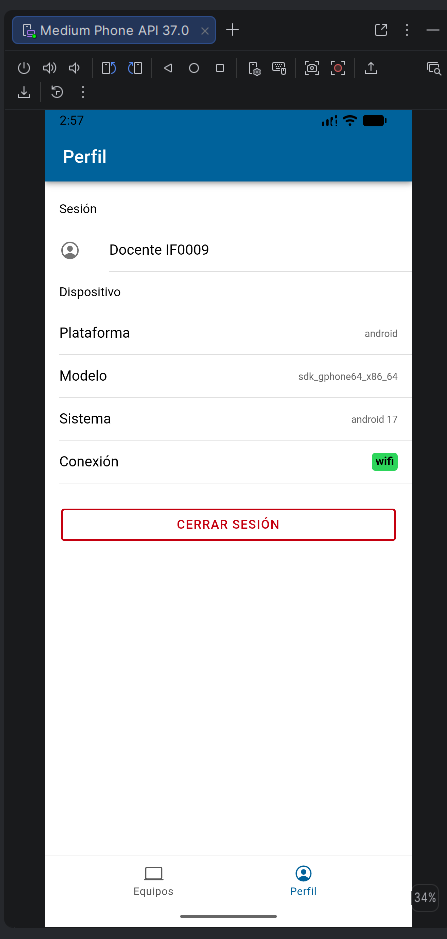 Medium Phone API 37.0
2:57
Perfil
Sesión
Docente IF0009
Dispositivo
Plataforma android
Modelo sdk_gphone64_x86_64
Sistema android 17
Conexión wifi
CERRAR SESIÓN
Equipos Perfil
34%